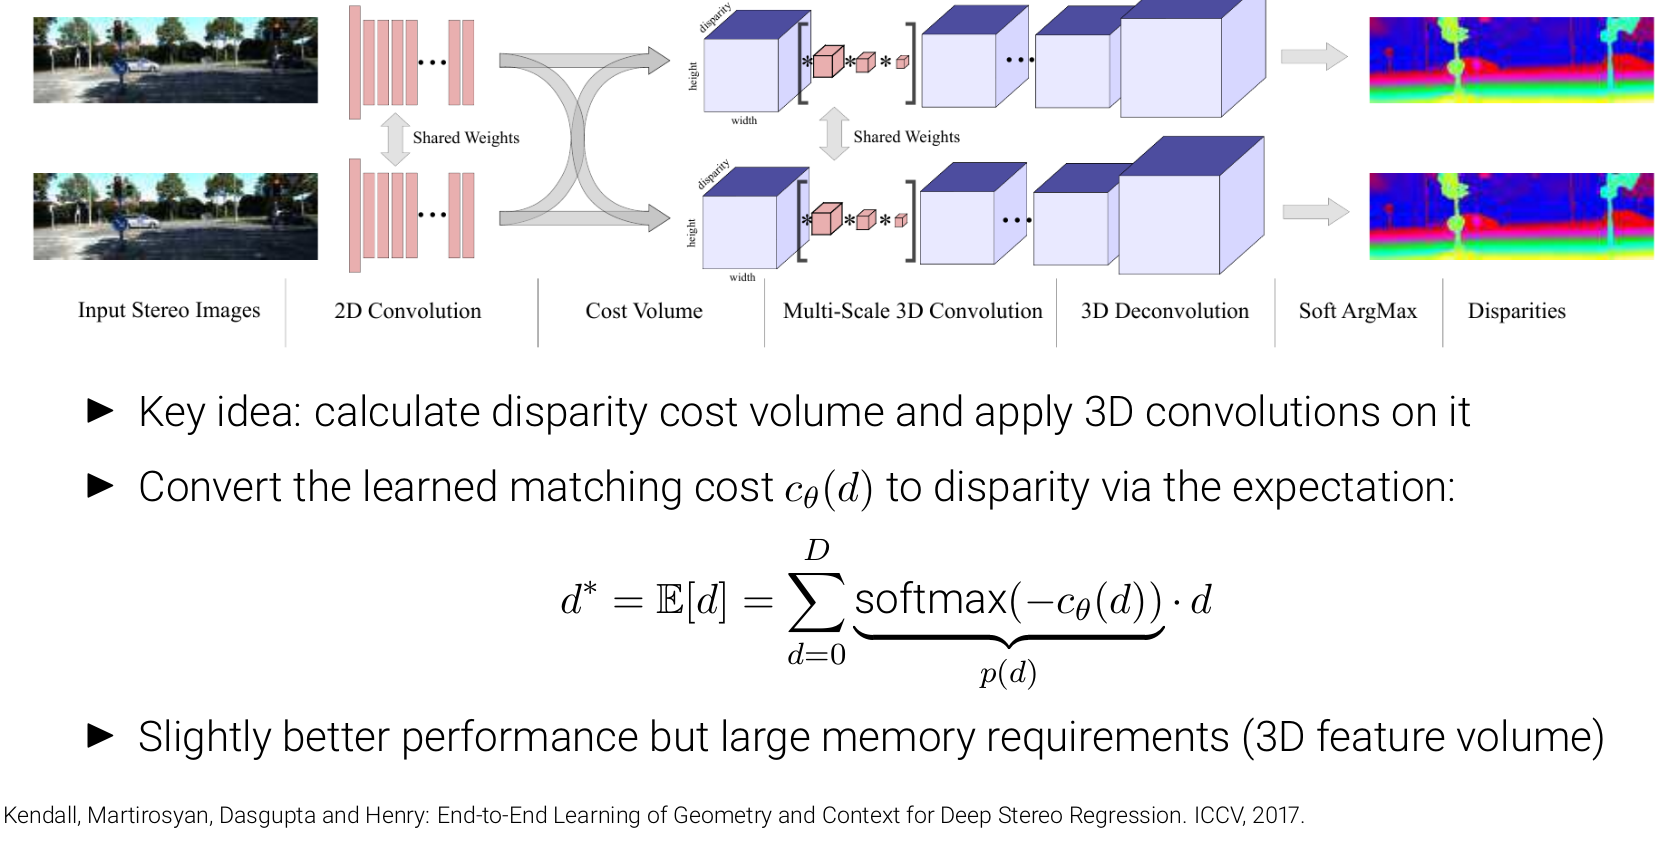 disparity
height
width
Shared Weights
Shared Weights
disparity
height
width
Input Stereo Images
2D Convolution
Cost Volume
Multi-Scale 3D Convolution
3D Deconvolution
Soft ArgMax
Disparities
► Key idea: calculate disparity cost volume and apply 3D convolutions on it
► Convert the learned matching cost $c_\theta(d)$ to disparity via the expectation:
$d^* = \mathbb{E}[d] = \sum_{d=0}^{D} \underbrace{\text{softmax}(-c_\theta(d))}_{p(d)} \cdot d$
► Slightly better performance but large memory requirements (3D feature volume)
Kendall, Martirosyan, Dasgupta and Henry: End-to-End Learning of Geometry and Context for Deep Stereo Regression. ICCV, 2017.